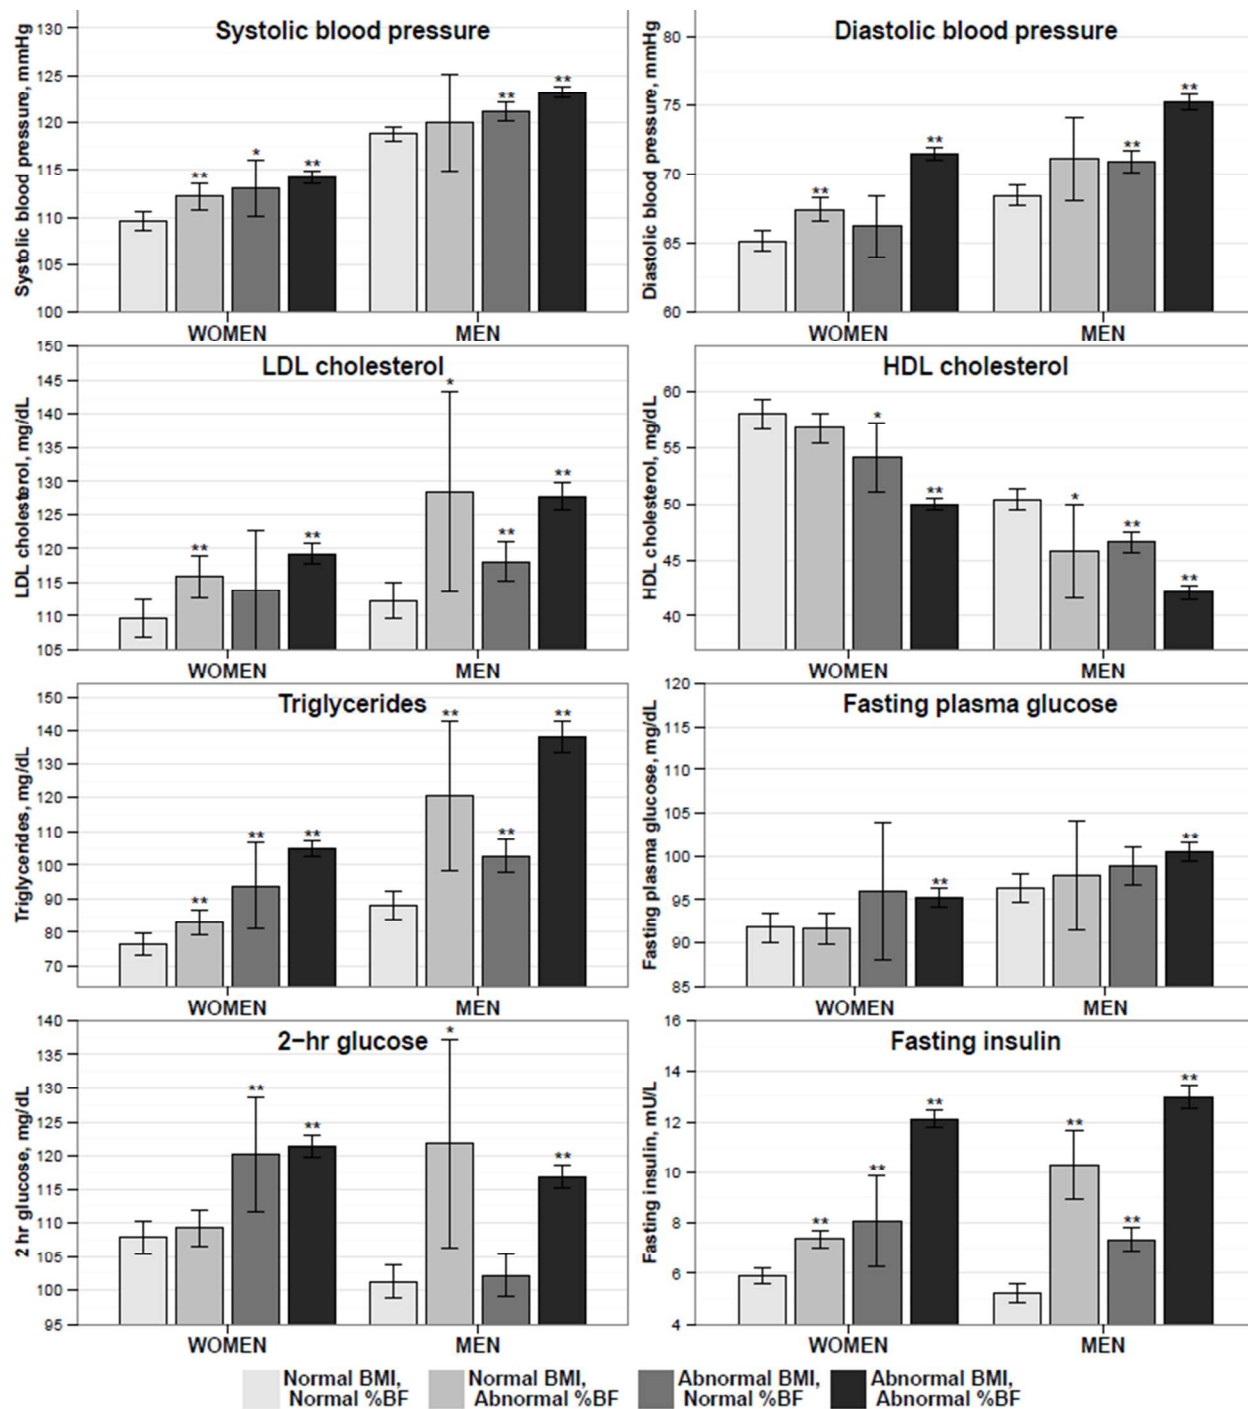 Systolic blood pressure
Systolic blood pressure, mmHg
130
125
120
115
110
105
100
**
*
**
**
**
WOMEN
MEN
Diastolic blood pressure
Diastolic blood pressure, mmHg
80
75
70
65
60
**
**
**
**
WOMEN
MEN
LDL cholesterol
LDL cholesterol, mg/dL
150
145
140
135
130
125
120
115
110
105
**
**
*
**
**
WOMEN
MEN
HDL cholesterol
HDL cholesterol, mg/dL
60
55
50
45
40
*
**
*
**
**
WOMEN
MEN
Triglycerides
Triglycerides, mg/dL
150
140
130
120
110
100
90
80
70
**
**
**
**
**
**
WOMEN
MEN
Fasting plasma glucose
Fasting plasma glucose, mg/dL
120
115
110
105
100
95
90
85
**
**
WOMEN
MEN
2−hr glucose
2 hr glucose, mg/dL
140
135
130
125
120
115
110
105
100
95
**
**
*
**
WOMEN
MEN
Fasting insulin
Fasting insulin, mU/L
16
14
12
10
8
6
4
**
**
**
**
**
**
WOMEN
MEN
Normal BMI,
Normal %BF
Normal BMI,
Abnormal %BF
Abnormal BMI,
Normal %BF
Abnormal BMI,
Abnormal %BF